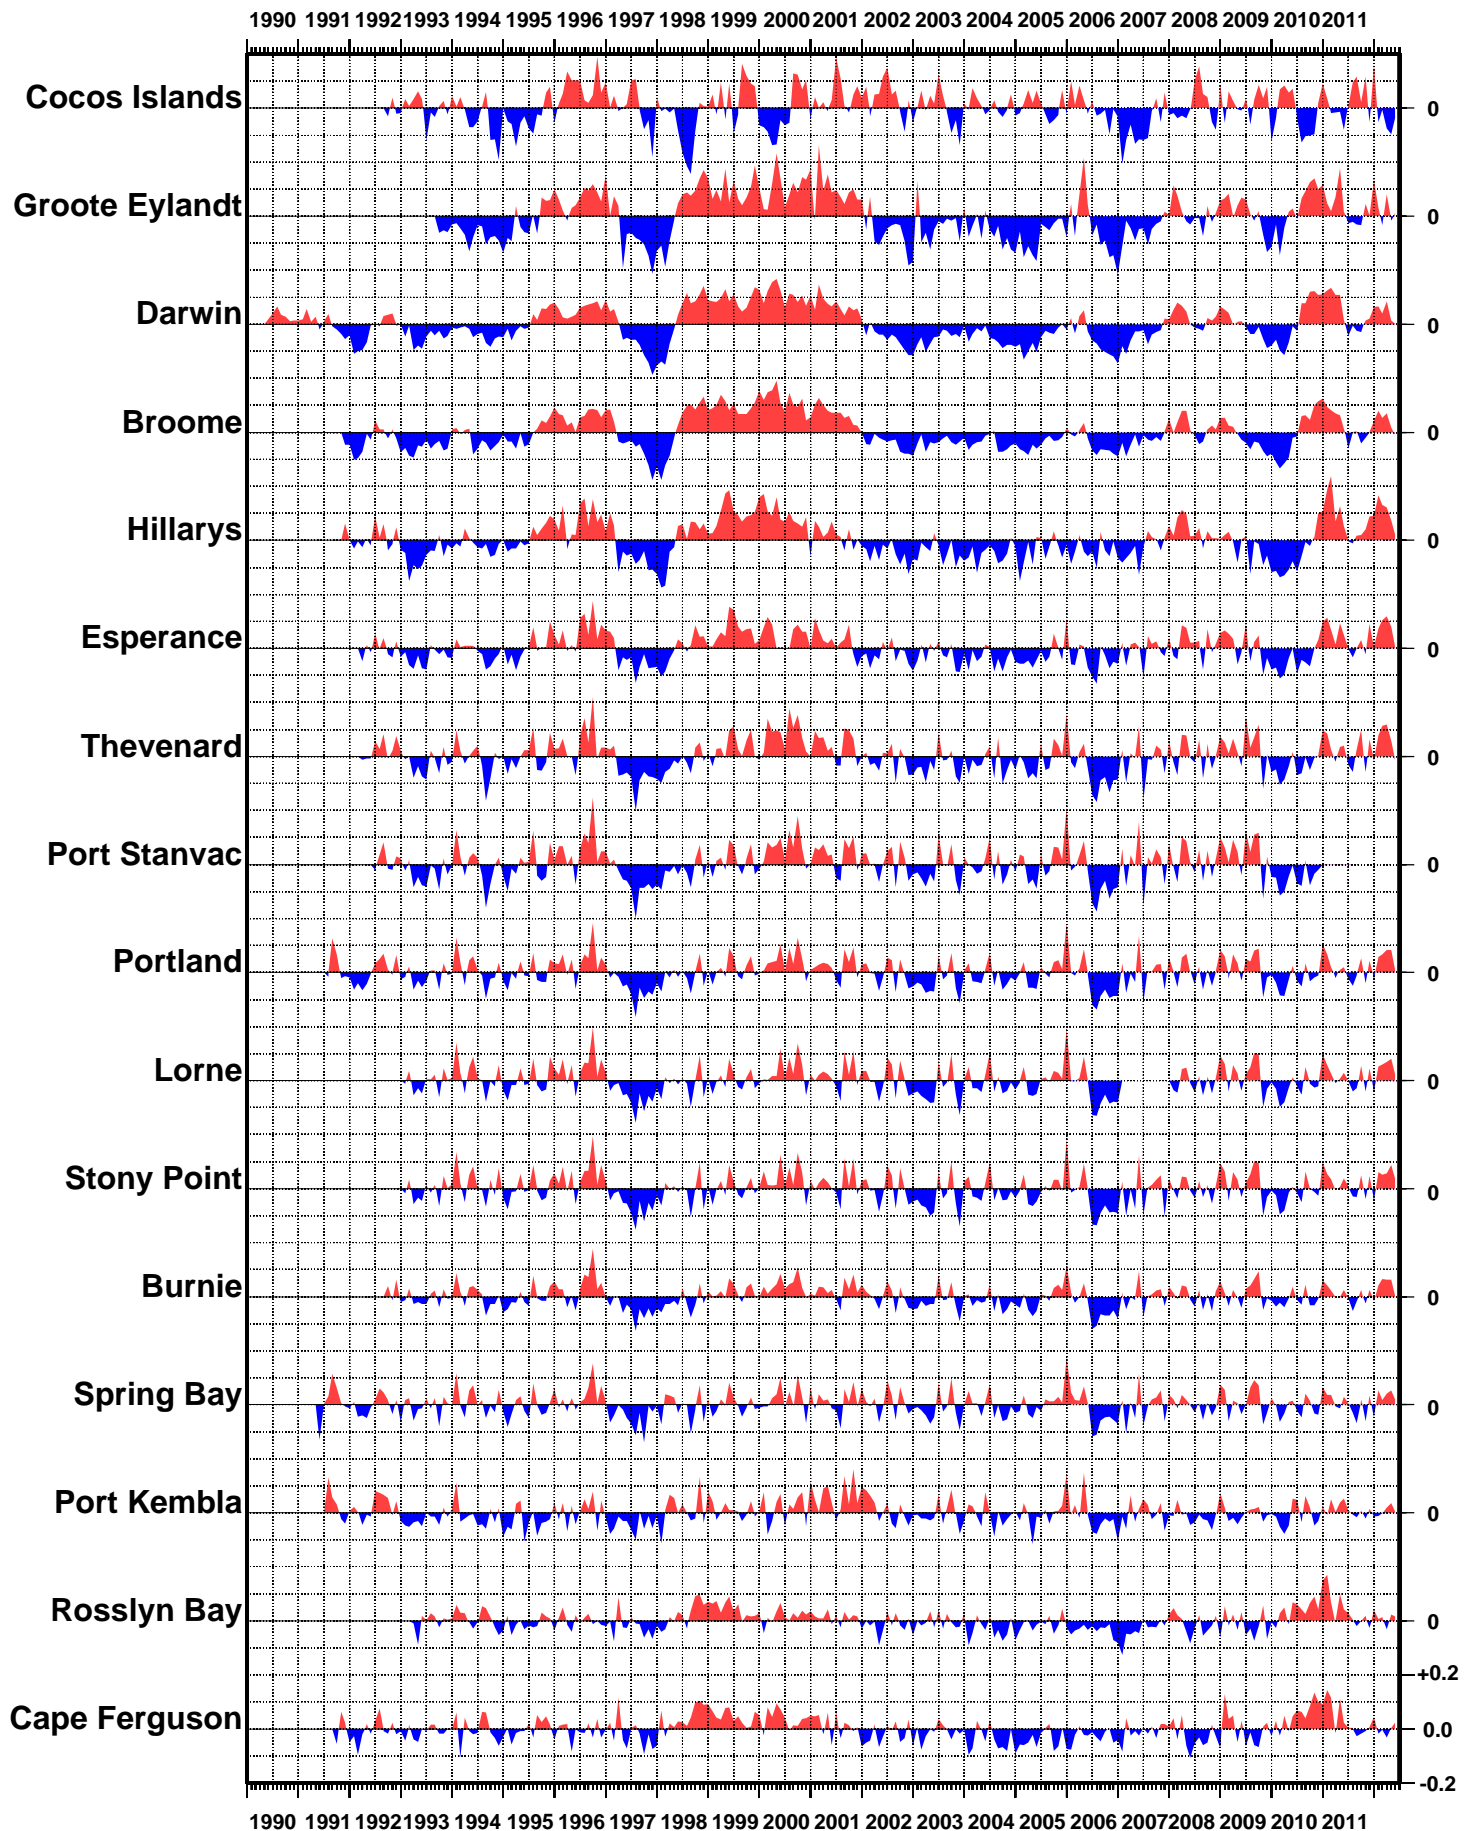 1990 1991 1992 1993 1994 1995 1996 1997 1998 1999 2000 2001 2002 2003 2004 2005 2006 2007 2008 2009 2010 2011
Cocos Islands 0
Groote Eylandt 0
Darwin 0
Broome 0
Hillarys 0
Esperance 0
Thevenard 0
Port Stanvac 0
Portland 0
Lorne 0
Stony Point 0
Burnie 0
Spring Bay 0
Port Kembla 0
Rosslyn Bay 0
+0.2
Cape Ferguson 0.0
-0.2
1990 1991 1992 1993 1994 1995 1996 1997 1998 1999 2000 2001 2002 2003 2004 2005 2006 2007 2008 2009 2010 2011